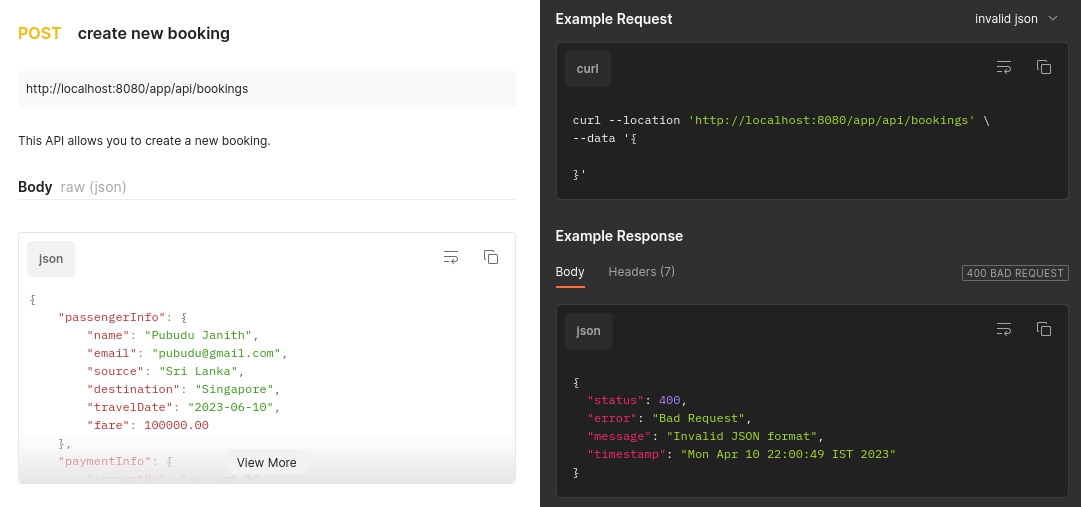 POST create new booking
http://localhost:8080/app/api/bookings
This API allows you to create a new booking.
Body raw (json)
json
{
    "passengerInfo": {
        "name": "Pubudu Janith",
        "email": "pubudu@gmail.com",
        "source": "Sri Lanka",
        "destination": "Singapore",
        "travelDate": "2023-06-10",
        "fare": 100000.00
    },
    "paymentInfo": {
View More
Example Request
invalid json
curl
curl --location 'http://localhost:8080/app/api/bookings' \
--data '{
}'
Example Response
Body Headers (7)
400 BAD REQUEST
json
{
  "status": 400,
  "error": "Bad Request",
  "message": "Invalid JSON format",
  "timestamp": "Mon Apr 10 22:00:49 IST 2023"
}